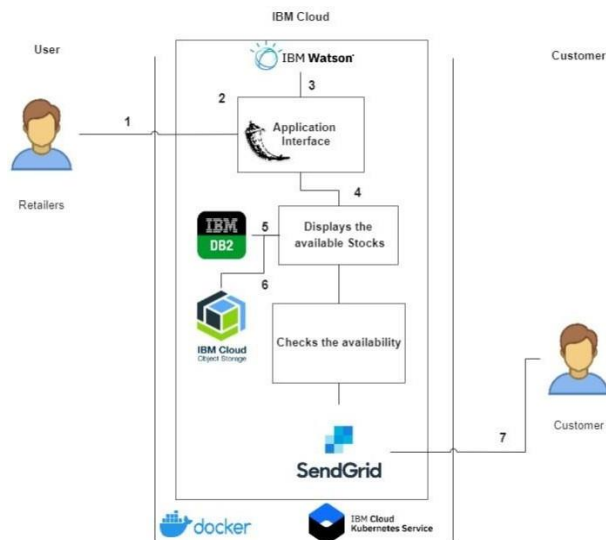 IBM Cloud
User
Customer
IBM Watson
2
3
1
Application
Interface
Retailers
4
IBM
DB2
5
Displays the
available Stocks
6
IBM Cloud
Object Storage
Checks the availability
Customer
7
SendGrid
docker
IBM Cloud
Kubernetes Service